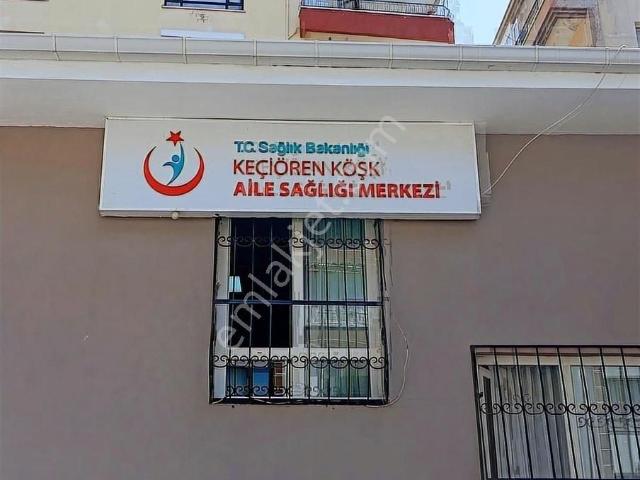 T.C. Sağlık Bakanlığı
KEÇİÖREN KÖŞK
AİLE SAĞLIĞI MERKEZİ
emlakjet.com